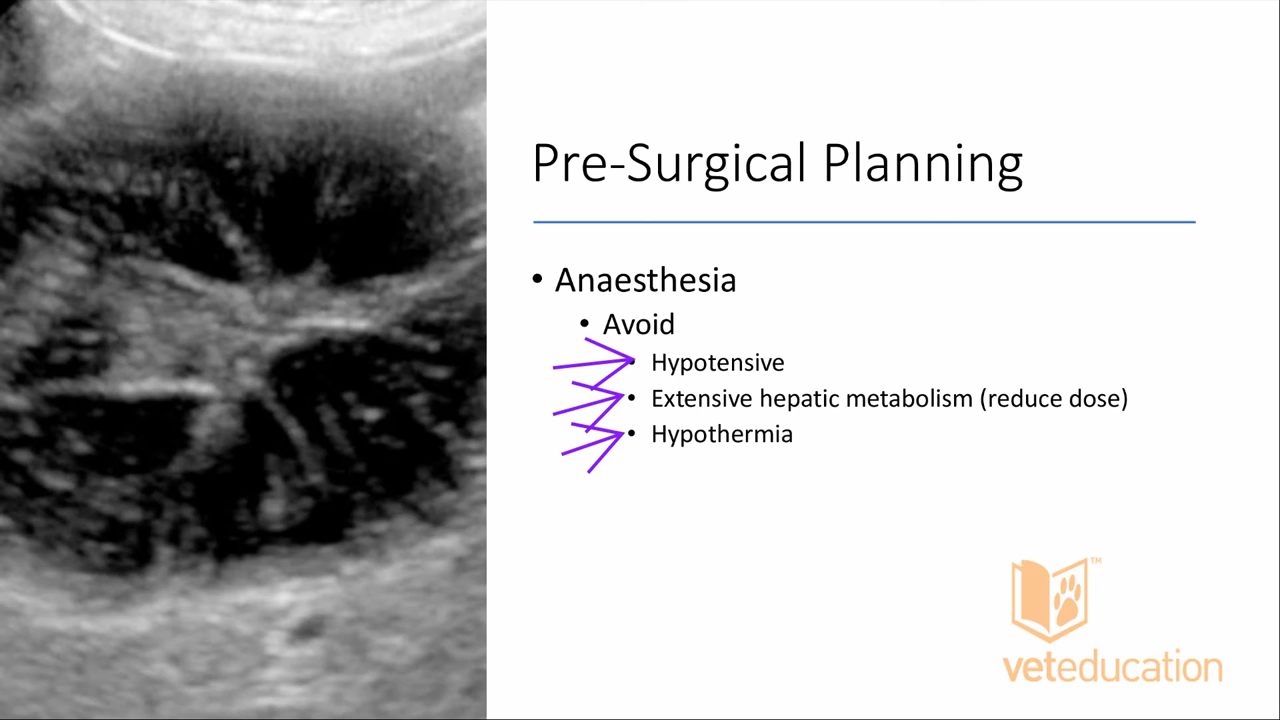 Pre-Surgical Planning
• Anaesthesia
• Avoid
• Hypotensive
• Extensive hepatic metabolism (reduce dose)
• Hypothermia
TM
veteducation